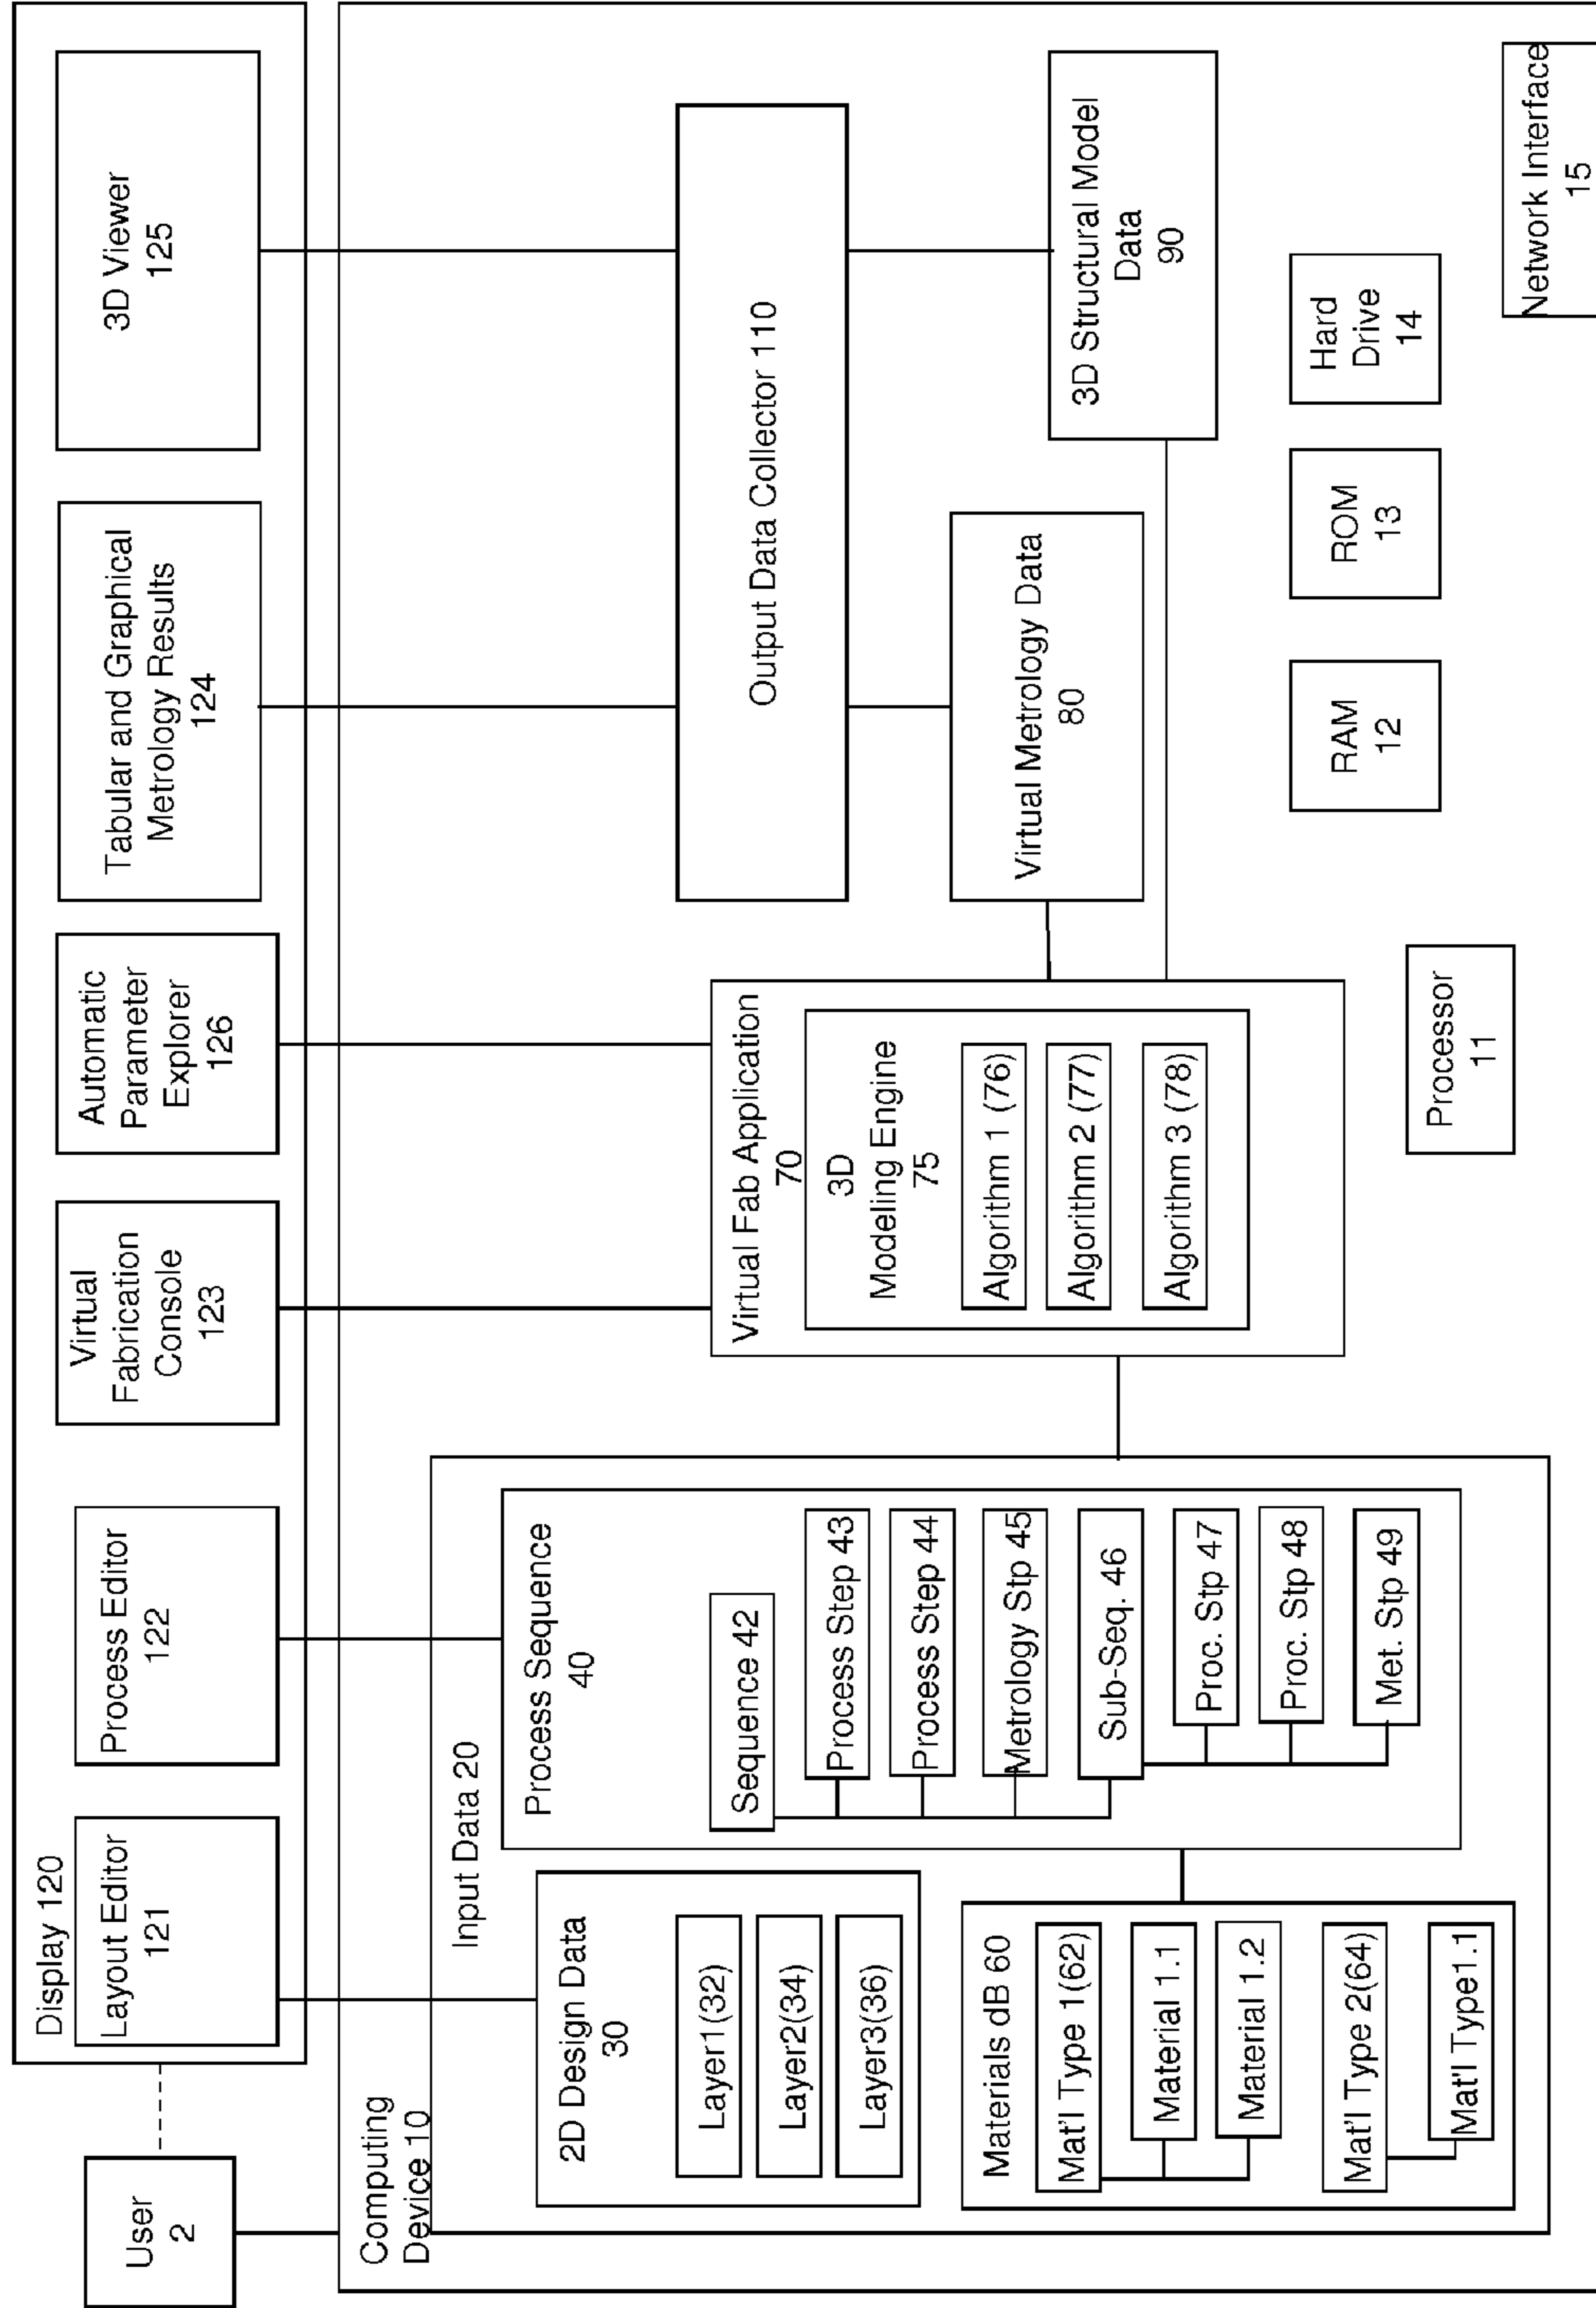 User
2
Display 120
Layout Editor
121
Process Editor
122
Virtual
Fabrication
Console
123
Automatic
Parameter
Explorer
126
Tabular and Graphical
Metrology Results
124
3D Viewer
125
Computing
Device 10
Input Data 20
2D Design Data
30
Layer1(32)
Layer2(34)
Layer3(36)
Materials dB 60
Mat'l Type 1(62)
Material 1.1
Material 1.2
Mat'l Type 2(64)
Mat'l Type1.1
Process Sequence
40
Sequence 42
Process Step 43
Process Step 44
Metrology Stp 45
Sub-Seq. 46
Proc. Stp 47
Proc. Stp 48
Met. Stp 49
Virtual Fab Application
70
3D
Modeling Engine
75
Algorithm 1 (76)
Algorithm 2 (77)
Algorithm 3 (78)
Output Data Collector 110
Virtual Metrology Data
80
3D Structural Model
Data
90
Processor
11
RAM
12
ROM
13
Hard
Drive
14
Network Interface
15